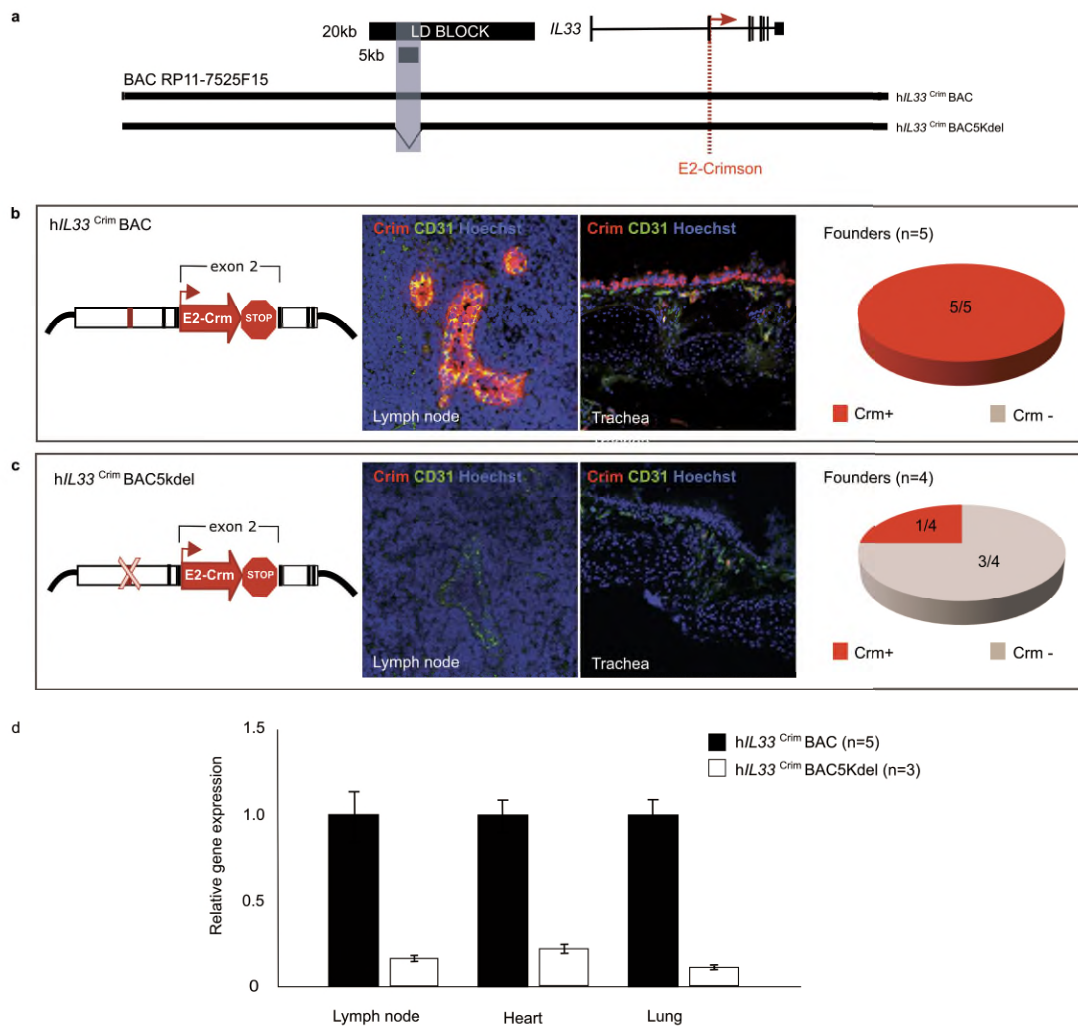 a
20kb LD BLOCK IL33
5kb
BAC RP11-7525F15
hIL33 Crim BAC
hIL33 Crim BAC5Kdel
E2-Crimson
b
hIL33 Crim BAC
exon 2
E2-Crm STOP
Crim CD31 Hoechst
Lymph node
Crim CD31 Hoechst
Trachea
Founders (n=5)
5/5
Crm+ Crm -
c
hIL33 Crim BAC5kdel
exon 2
E2-Crm STOP
Crim CD31 Hoechst
Lymph node
Crim CD31 Hoechst
Trachea
Founders (n=4)
1/4
3/4
Crm+ Crm -
d
Relative gene expression
1.5
1.0
0.5
0
hIL33 Crim BAC (n=5)
hIL33 Crim BAC5Kdel (n=3)
Lymph node Heart Lung